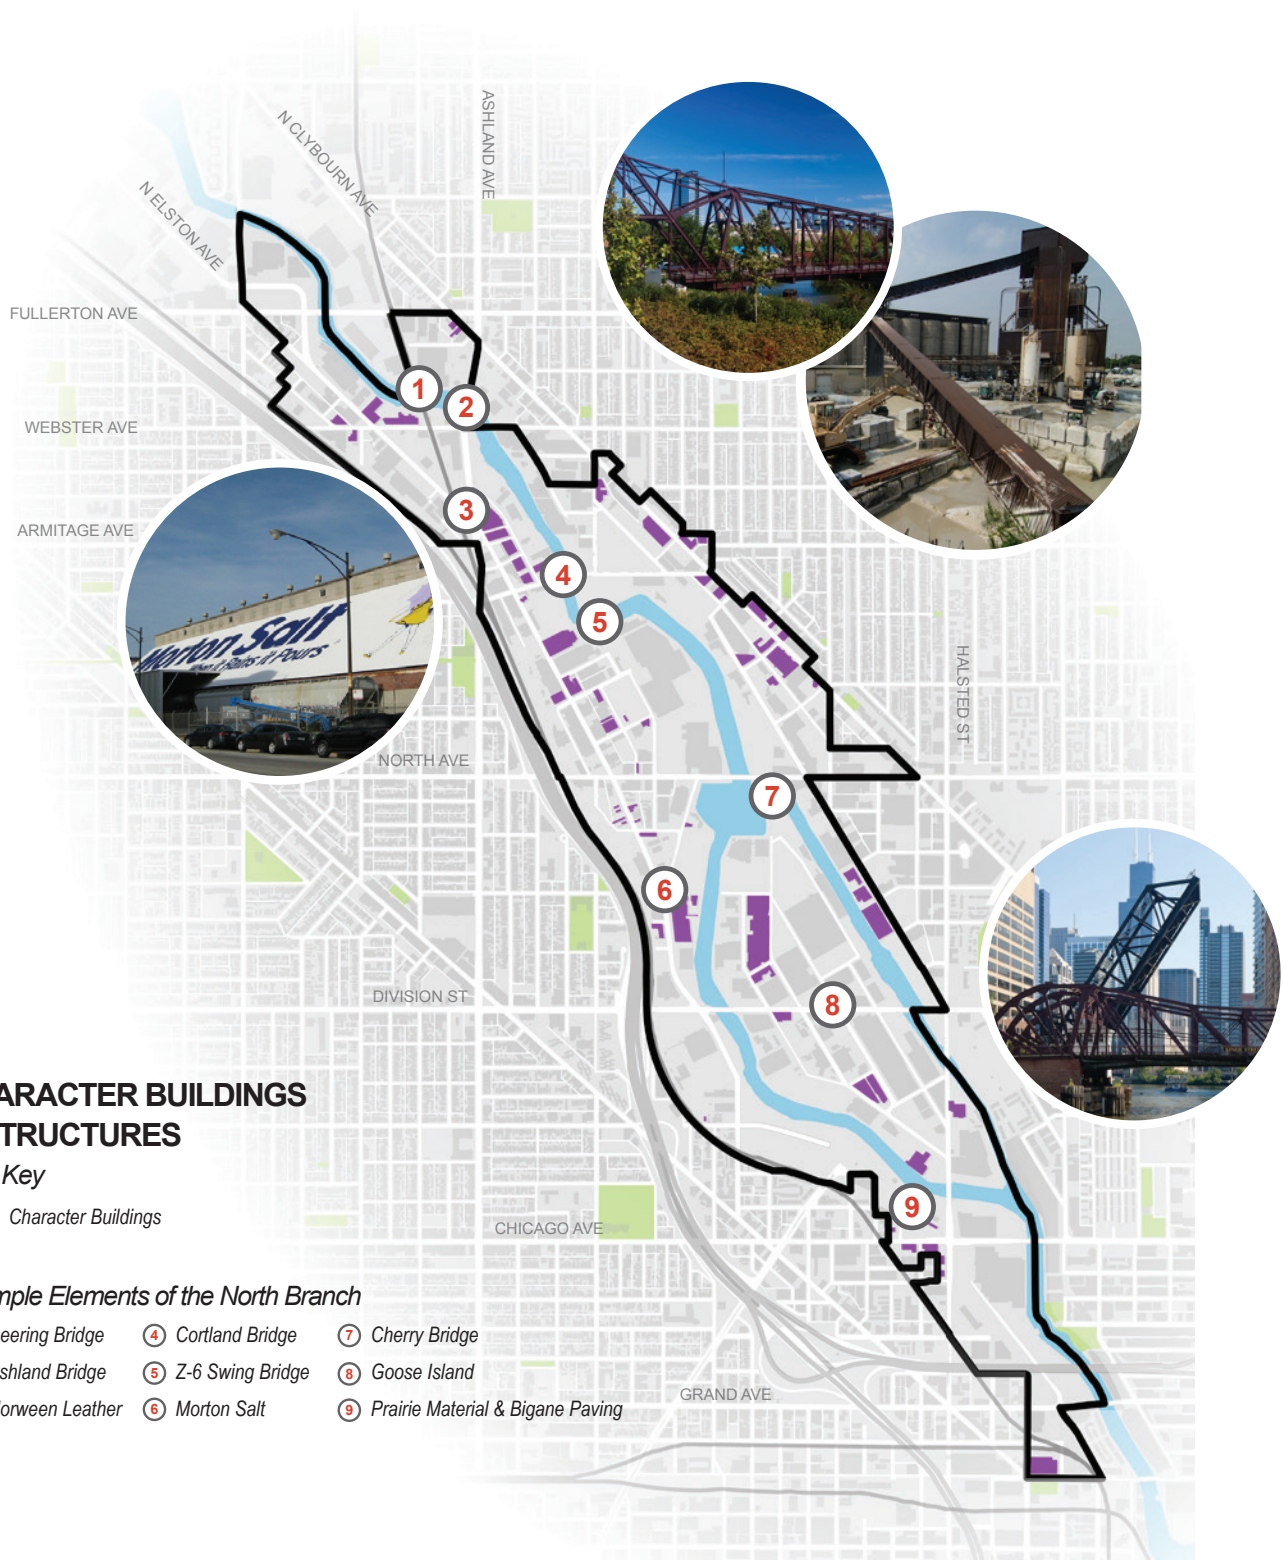 N CLYBOURN AVE
ASHLAND AVE
N ELSTON AVE
FULLERTON AVE
WEBSTER AVE
ARMITAGE AVE
Morton Salt
When it Rains it Pours
NORTH AVE
HALSTED ST
DIVISION ST
CHICAGO AVE
GRAND AVE
1
2
3
4
5
6
7
8
9
ARACTER BUILDINGS
TRUCTURES
Key
Character Buildings
mple Elements of the North Branch
eering Bridge
4 Cortland Bridge
7 Cherry Bridge
shland Bridge
5 Z-6 Swing Bridge
8 Goose Island
orween Leather
6 Morton Salt
9 Prairie Material & Bigane Paving